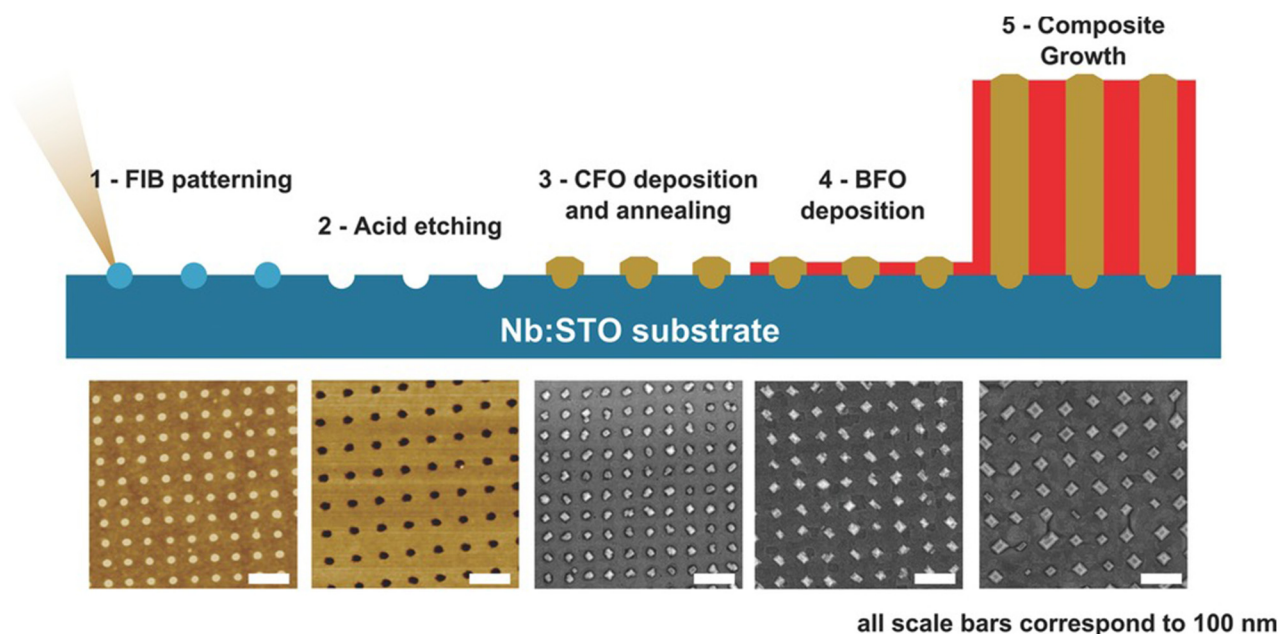 5 - Composite
Growth
1 - FIB patterning
2 - Acid etching
3 - CFO deposition
and annealing
4 - BFO
deposition
Nb:STO substrate
all scale bars correspond to 100 nm